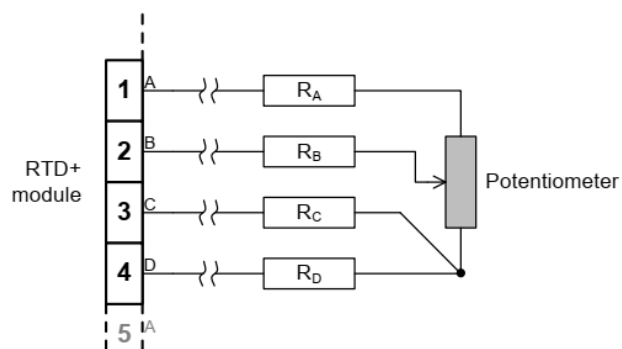 1 A R_A
2 B R_B
RTD+
module
Potentiometer
3 C R_C
4 D R_D
5 A